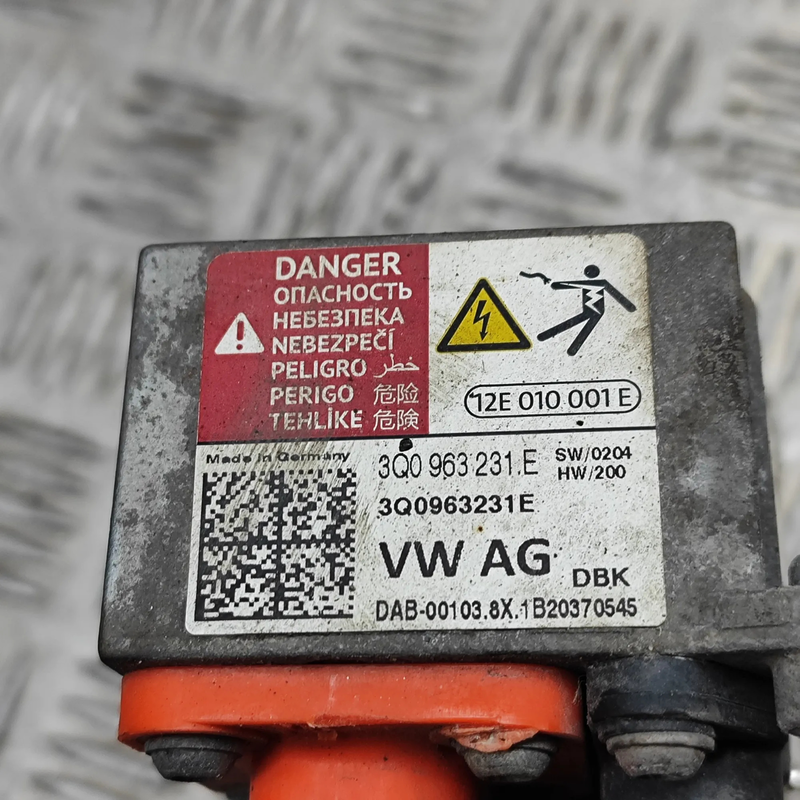 DANGER
ОПАСНОСТЬ
НЕБЕЗПЕКА
NEBEZPEČÍ
PELIGRO خطر
PERIGO 危险
TEHLİKE 危険
12E 010 001 E
Made in Germany
3Q0 963 231 E SW/0204
HW/200
3Q0963231E
VW AG DBK
DAB-00103.8X.1B20370545